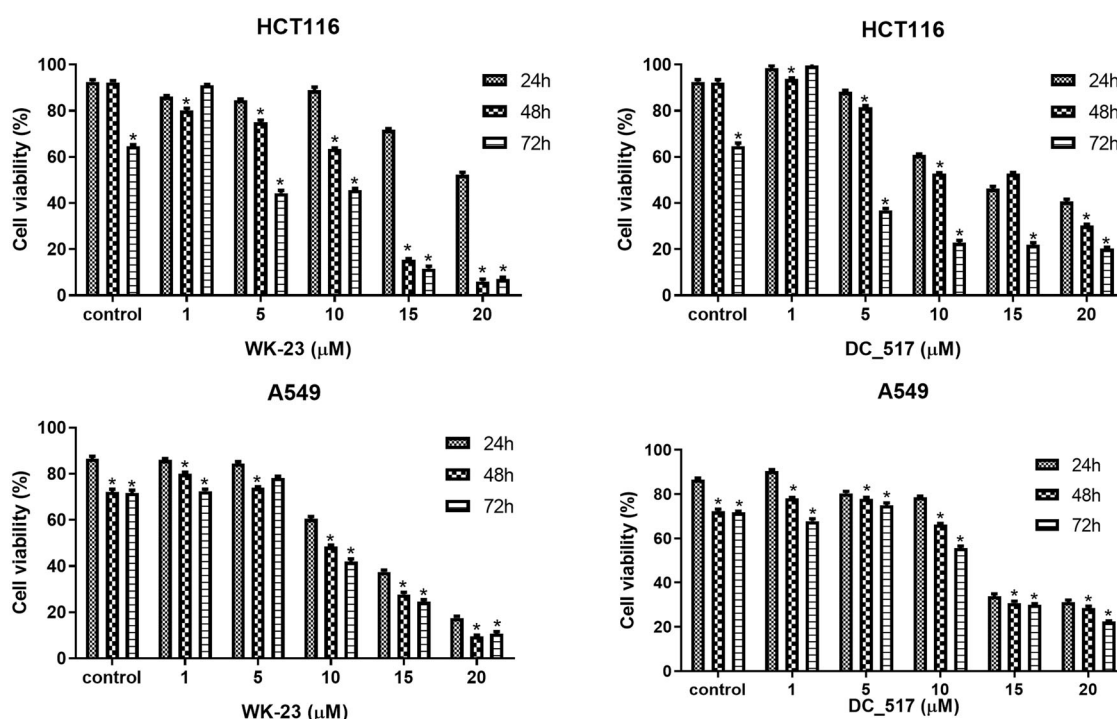 HCT116
Cell viability (%)
100
80
60
40
20
0
24h
48h
72h
* * * * * * * * *
control 1 5 10 15 20
WK-23 (μM)
HCT116
Cell viability (%)
100
80
60
40
20
0
24h
48h
72h
* * * * * * * * *
control 1 5 10 15 20
DC_517 (μM)
A549
Cell viability (%)
100
80
60
40
20
0
24h
48h
72h
* * * * * * * * * * *
control 1 5 10 15 20
WK-23 (μM)
A549
Cell viability (%)
100
80
60
40
20
0
24h
48h
72h
* * * * * * * * * * * *
control 1 5 10 15 20
DC_517 (μM)